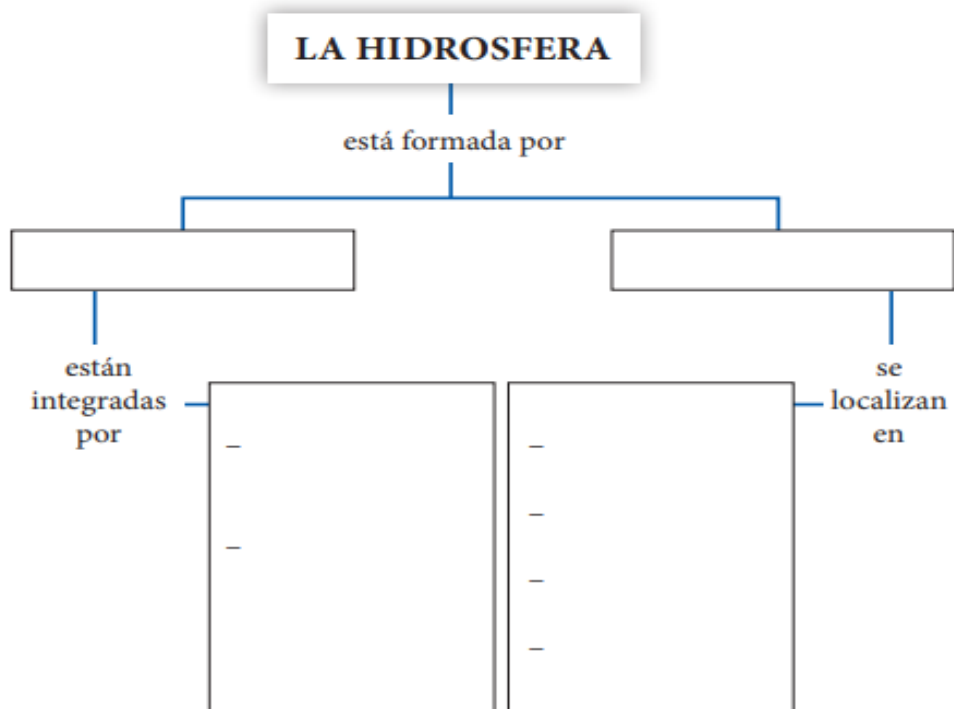 LA HIDROSFERA
está formada por
están
integradas
por
se
localizan
en
–
–
–
–
–
–